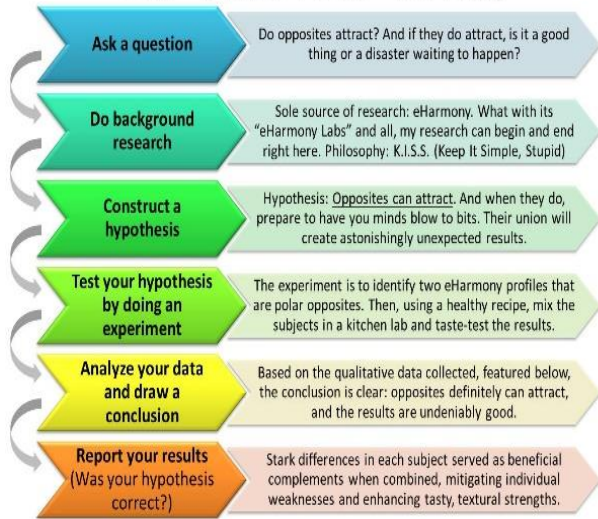 Ask a question
Do opposites attract? And if they do attract, is it a good
thing or a disaster waiting to happen?
Do background
research
Sole source of research: eHarmony. What with its
"eHarmony Labs" and all, my research can begin and end
right here. Philosophy: K.I.S.S. (Keep It Simple, Stupid)
Construct a
hypothesis
Hypothesis: Opposites can attract. And when they do,
prepare to have you minds blow to bits. Their union will
create astonishingly unexpected results.
Test your hypothesis
by doing an
experiment
The experiment is to identify two eHarmony profiles that
are polar opposites. Then, using a healthy recipe, mix the
subjects in a kitchen lab and taste-test the results.
Analyze your data
and draw a
conclusion
Based on the qualitative data collected, featured below,
the conclusion is clear: opposites definitely can attract,
and the results are undeniably good.
Report your results
(Was your hypothesis
correct?)
Stark differences in each subject served as beneficial
complements when combined, mitigating individual
weaknesses and enhancing tasty, textural strengths.